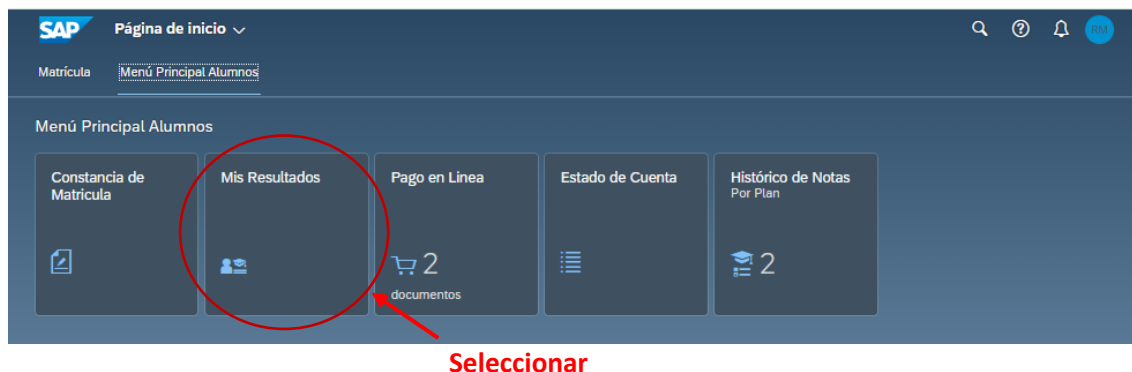 SAP
Página de inicio
RM
Matrícula
Menú Principal Alumnos
Menú Principal Alumnos
Constancia de
Matricula
Mis Resultados
Pago en Linea
2
documentos
Estado de Cuenta
Histórico de Notas
Por Plan
2
Seleccionar